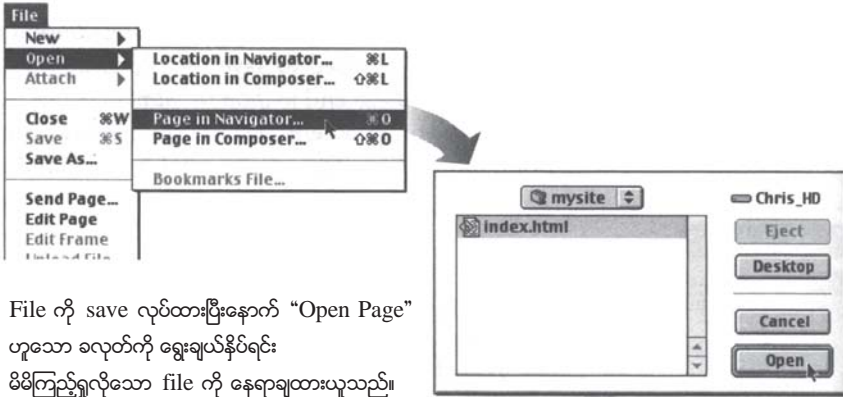 File
New
Open
Attach
Close ⌘W
Save ⌘S
Save As...
Send Page...
Edit Page
Edit Frame
Upload File
Location in Navigator... ⌘L
Location in Composer... ⇧⌘L
Page in Navigator... ⌘O
Page in Composer... ⇧⌘O
Bookmarks File...
mysite
index.html
Chris_HD
Eject
Desktop
Cancel
Open
File ကို save လုပ်ထားပြီးနောက် “Open Page”
ဟူသော ခလုတ်ကို ရွေးချယ်နှိပ်ရင်း
မိမိကြည့်ရှုလိုသော file ကို နေရာချထားယူသည်။